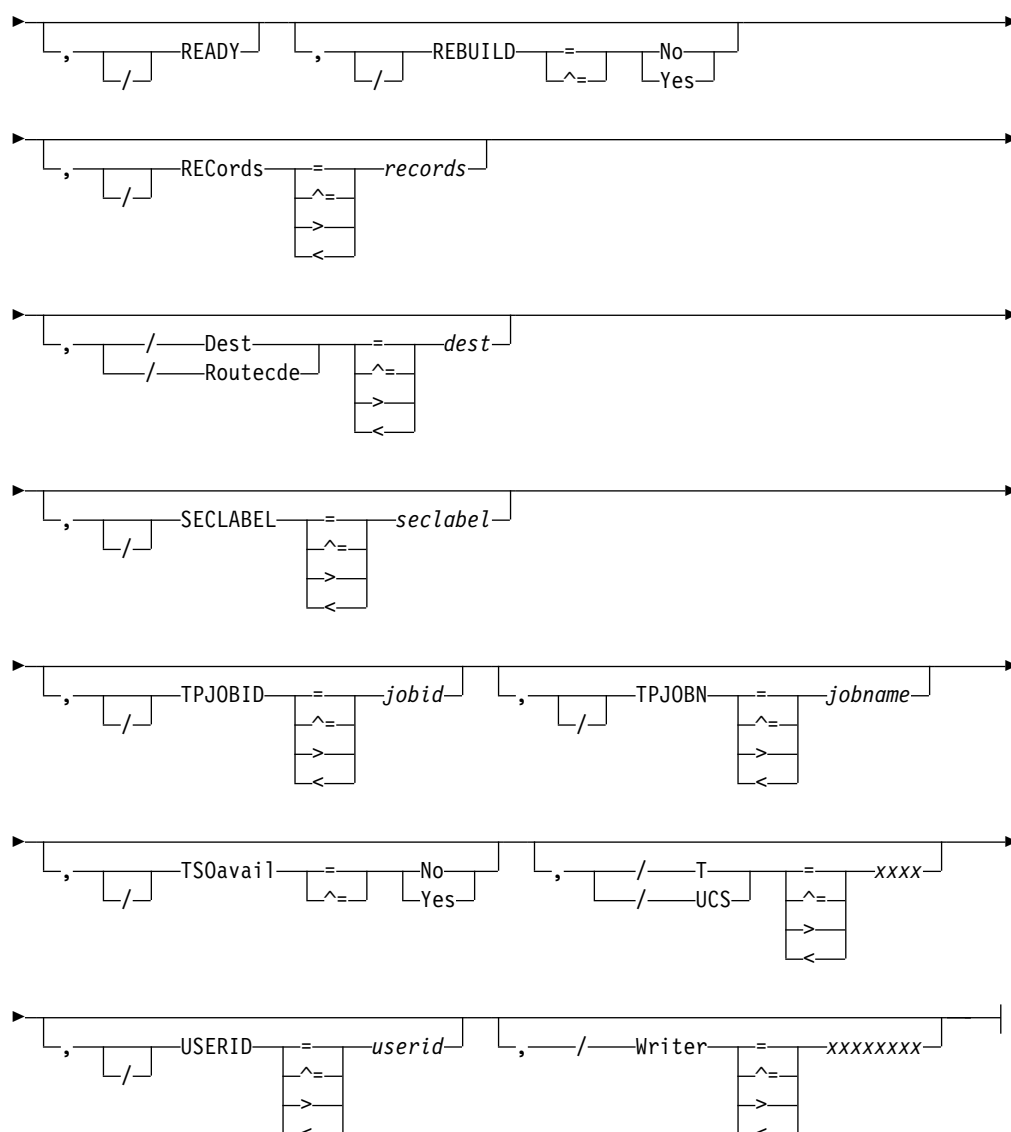 , READY , REBUILD = No
/ / ^= Yes
, RECords = records
/ ^=
>
<
, / Dest = dest
/ Routecde ^=
>
<
, SECLABEL = seclabel
/ ^=
>
<
, TPJOBID = jobid , TPJOBN = jobname
/ ^= / ^=
> >
< <
, TSOavail = No , / T = xxxx
/ ^= Yes / UCS ^=
>
<
, USERID = userid , / Writer = xxxxxxxx
/ ^= ^=
> >
< <